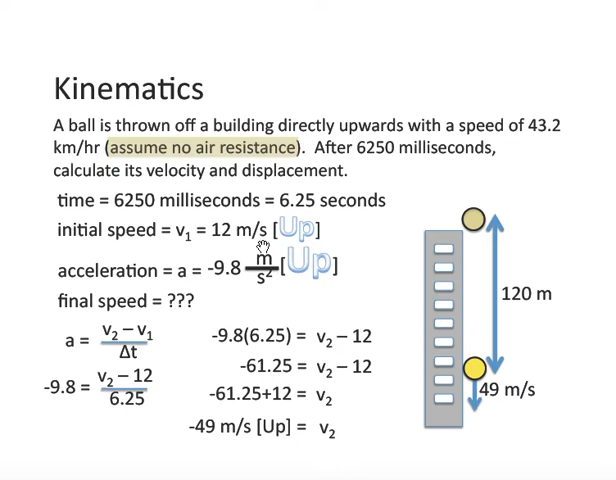 Kinematics
A ball is thrown off a building directly upwards with a speed of 43.2
km/hr (assume no air resistance). After 6250 milliseconds,
calculate its velocity and displacement.
time = 6250 milliseconds = 6.25 seconds
initial speed = v₁ = 12 m/s [Up]
acceleration = a = -9.8 m/s² [Up]
final speed = ???
a = (v₂ – v₁)/Δt
-9.8 = (v₂ – 12)/6.25
-9.8(6.25) = v₂ – 12
-61.25 = v₂ – 12
-61.25+12 = v₂
-49 m/s [Up] = v₂
120 m
49 m/s